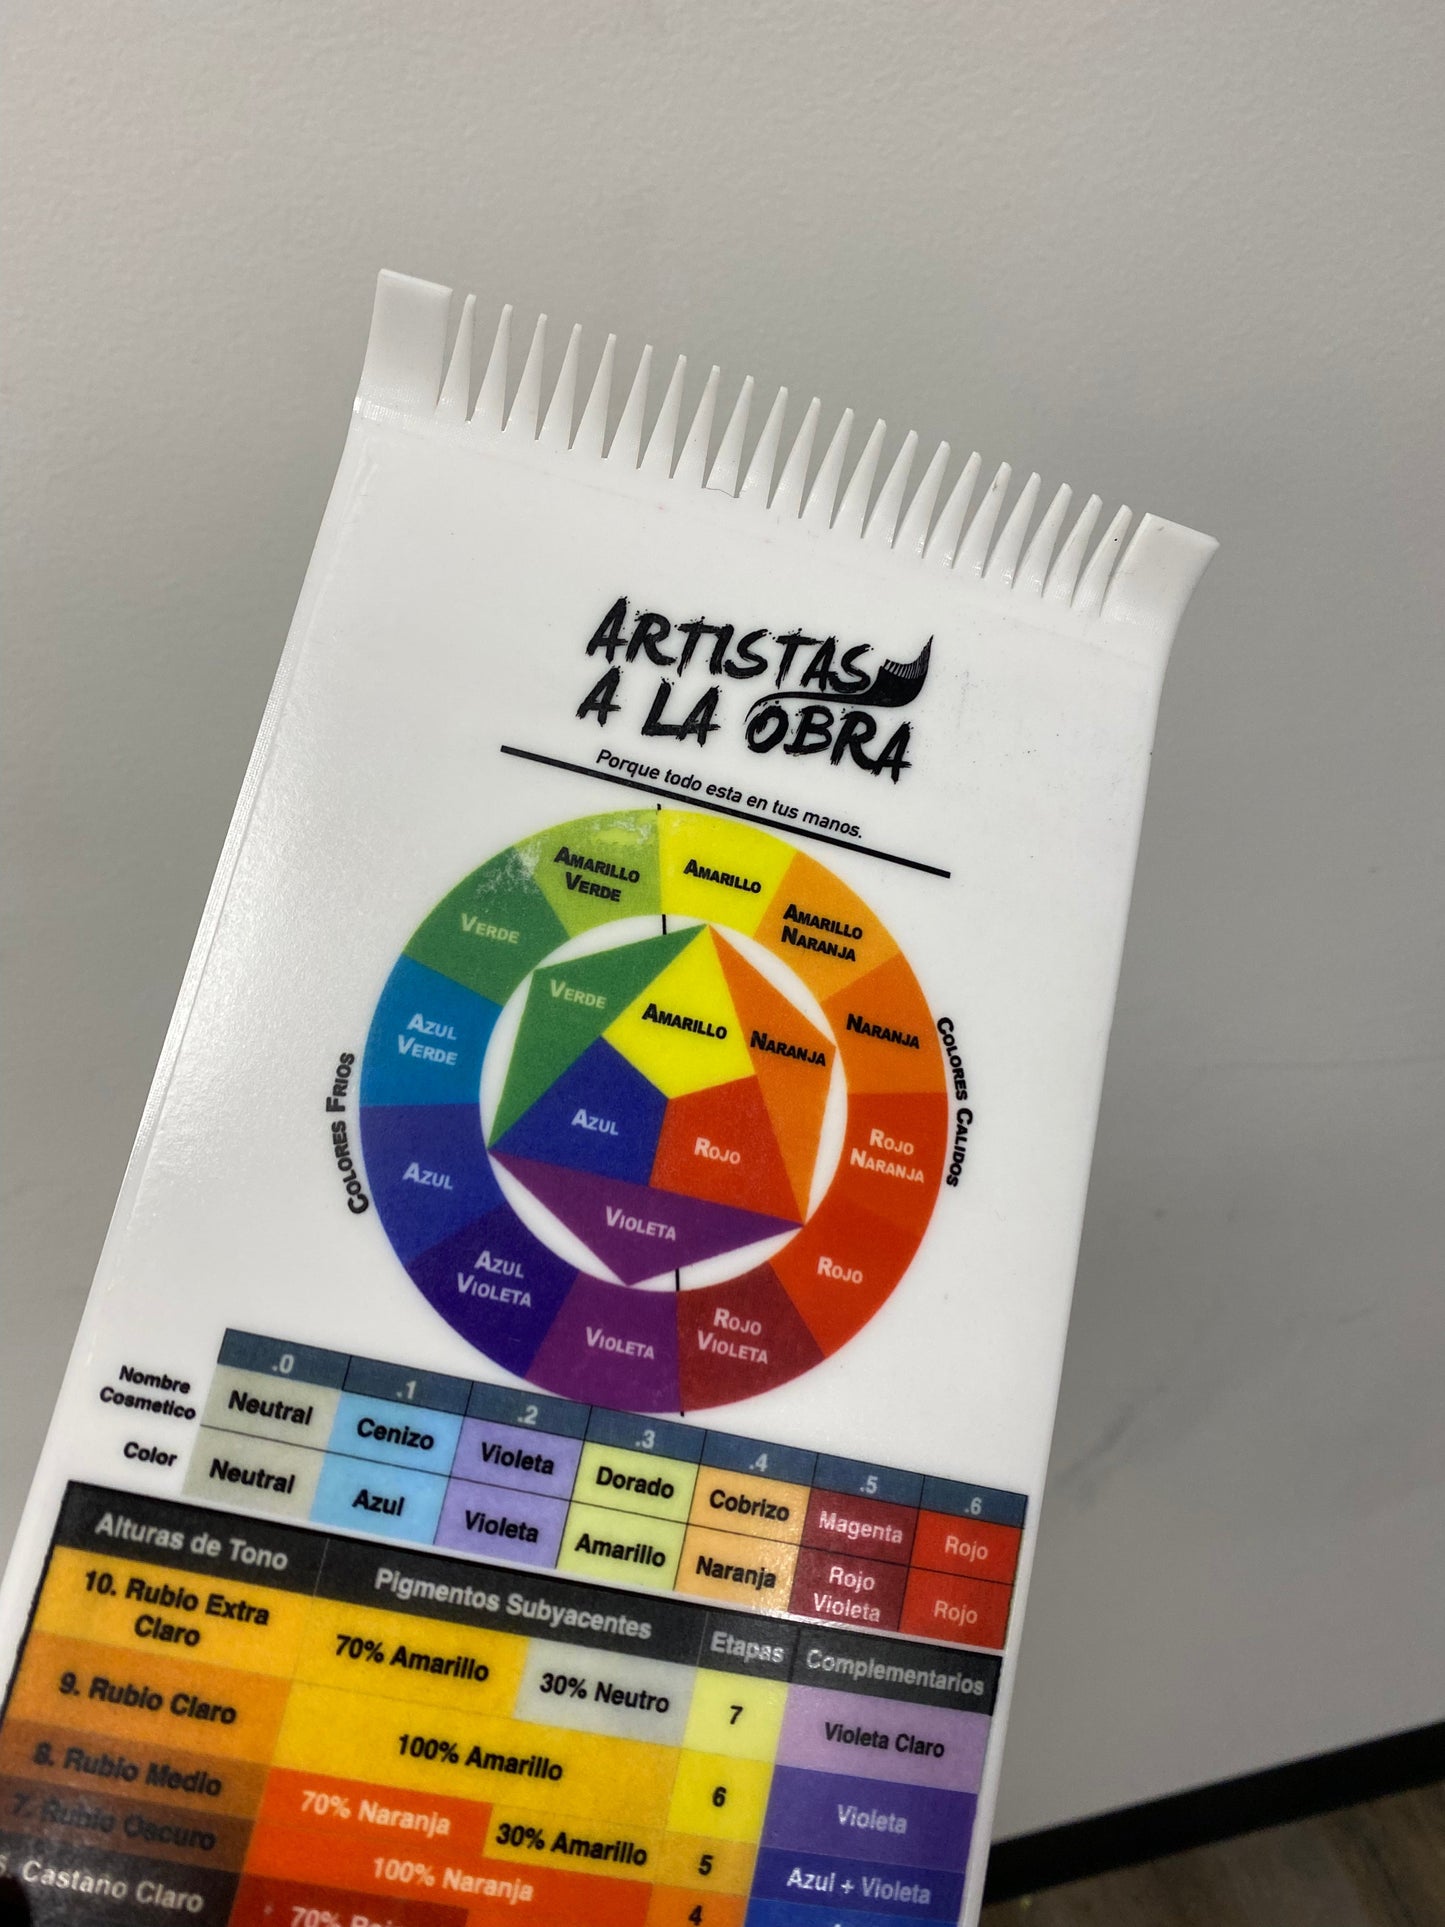 ARTISTAS
A LA OBRA
Porque todo esta en tus manos.
AMARILLO
VERDE
AMARILLO
AMARILLO
NARANJA
VERDE
NARANJA
AZUL
VERDE
ROJO
NARANJA
AZUL
ROJO
AZUL
VIOLETA
VIOLETA
ROJO
VIOLETA
VERDE
AMARILLO
NARANJA
AZUL
ROJO
VIOLETA
COLORES FRIOS
COLORES CALIDOS
.0 .1 .2 .3 .4 .5 .6
Nombre
Cosmetico
Neutral Cenizo Violeta Dorado Cobrizo Magenta Rojo
Color
Neutral Azul Violeta Amarillo Naranja Rojo
Violeta Rojo
Alturas de Tono Pigmentos Subyacentes Etapas Complementarios
10. Rubio Extra
Claro
70% Amarillo 30% Neutro 7 Violeta Claro
9. Rubio Claro 100% Amarillo 6 Violeta
8. Rubio Medio 70% Naranja 30% Amarillo 5 Azul + Violeta
7. Rubio Oscuro 100% Naranja 4
Castano Claro 70%